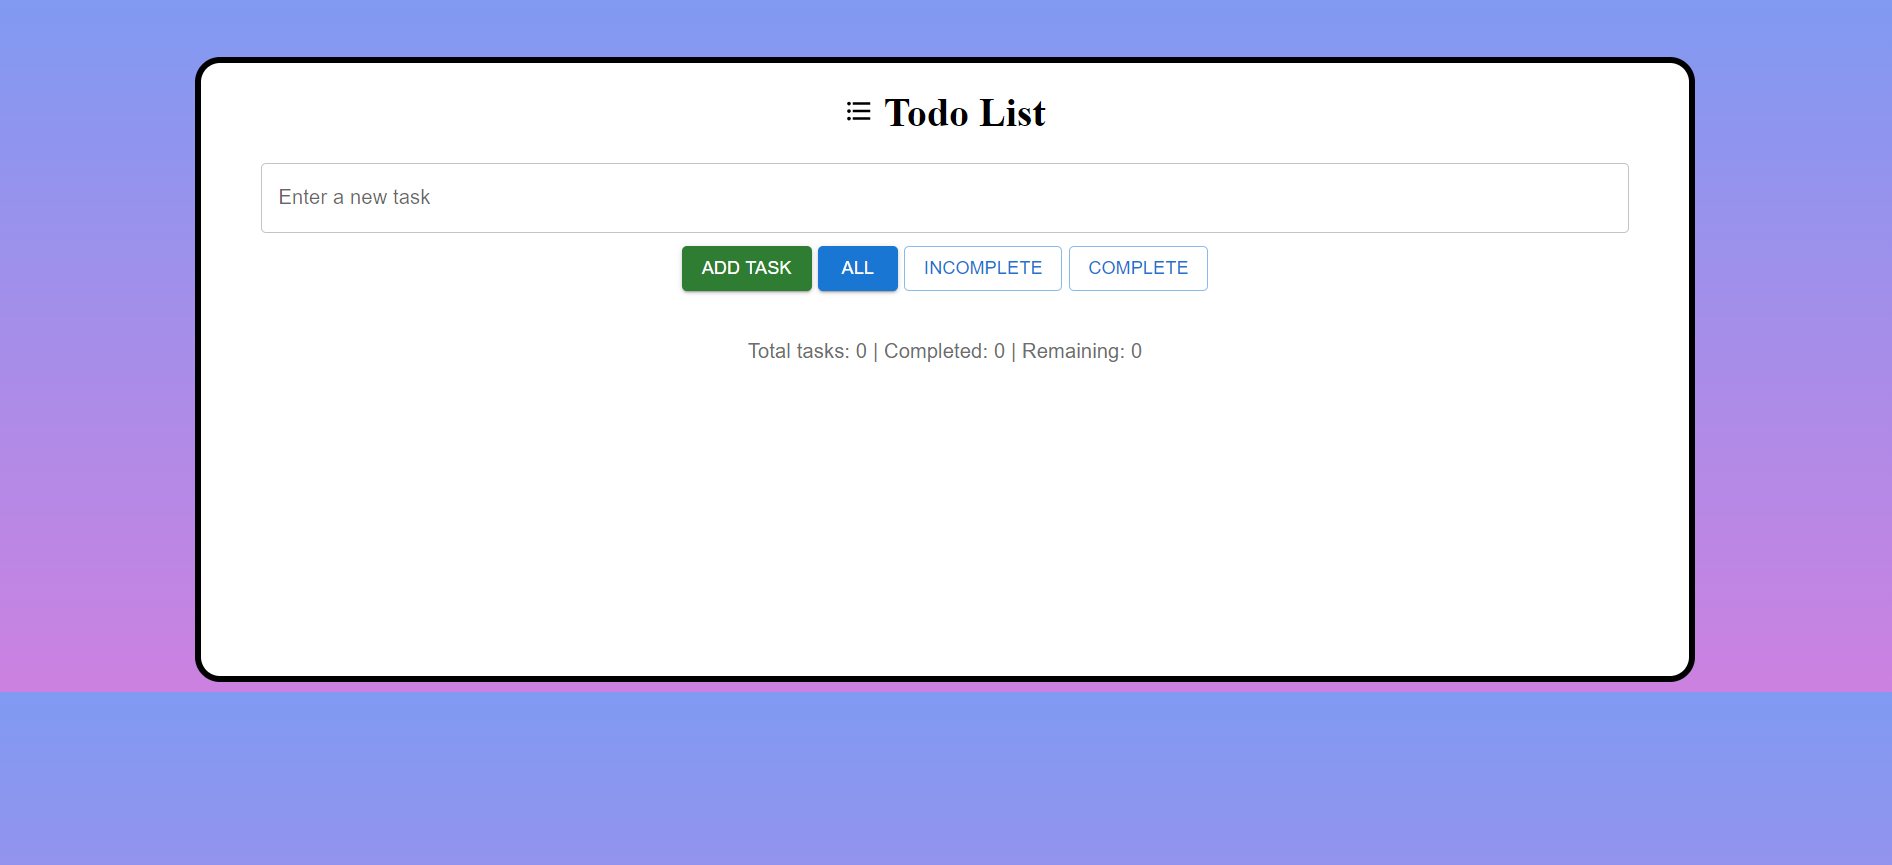 Todo List
Enter a new task
ADD TASK ALL INCOMPLETE COMPLETE
Total tasks: 0 | Completed: 0 | Remaining: 0